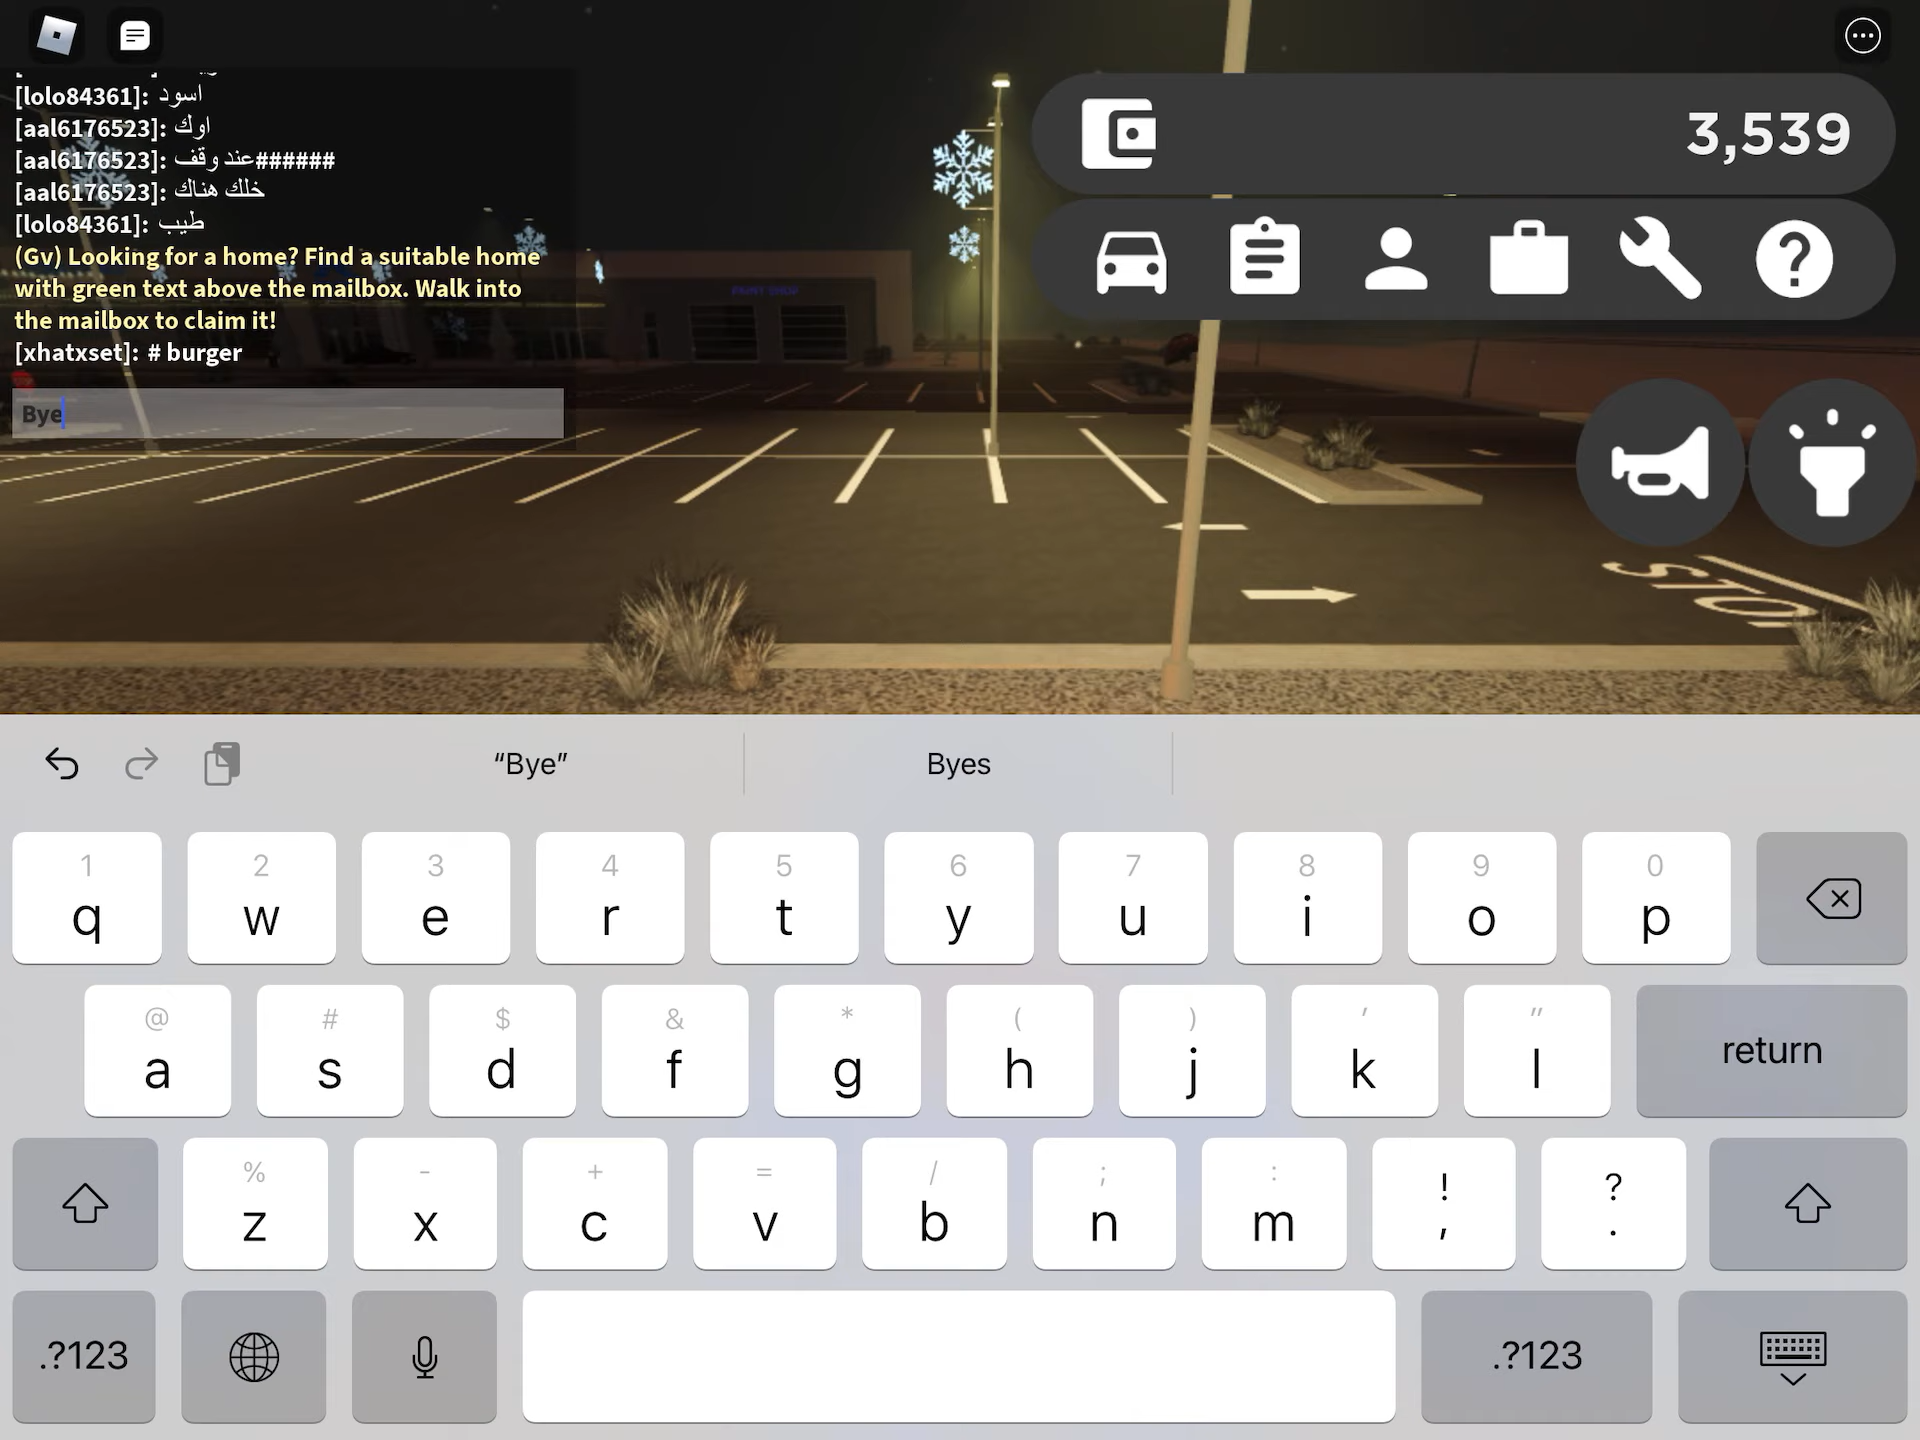 [lolo84361]: اسود
[aal6176523]: اوك
[aal6176523]: عند وقف######
[aal6176523]: خلك هناك
[lolo84361]: طيب
(Gv) Looking for a home? Find a suitable home
with green text above the mailbox. Walk into
the mailbox to claim it!
[xhatxset]: # burger
Bye
3,539
PAINT SHOP
STOP
“Bye” Byes
1 2 3 4 5 6 7 8 9 0
q w e r t y u i o p
@ # $ & * ( ) ' "
a s d f g h j k l return
% - + = / ; : ! ?
z x c v b n m , .
.?123 .?123